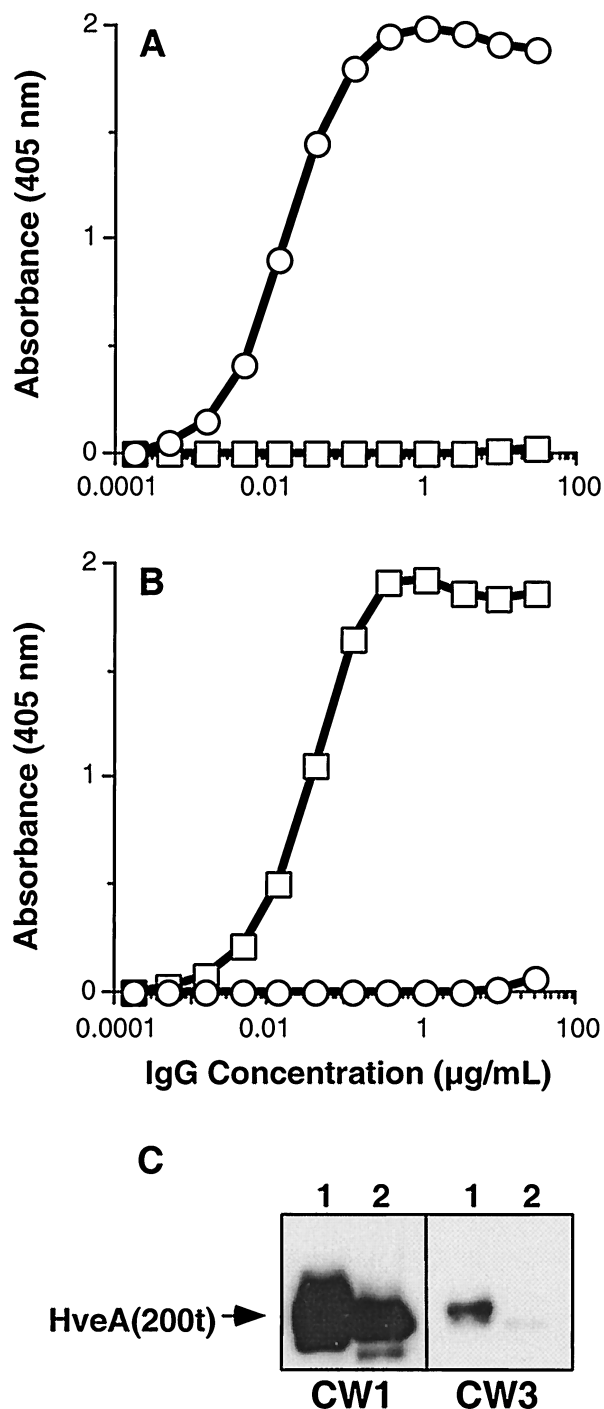 A
Absorbance (405 nm)
2
1
0
0.0001 0.01 1 100
B
Absorbance (405 nm)
2
1
0
0.0001 0.01 1 100
IgG Concentration (µg/mL)
C
1 2 1 2
HveA(200t)
CW1 CW3